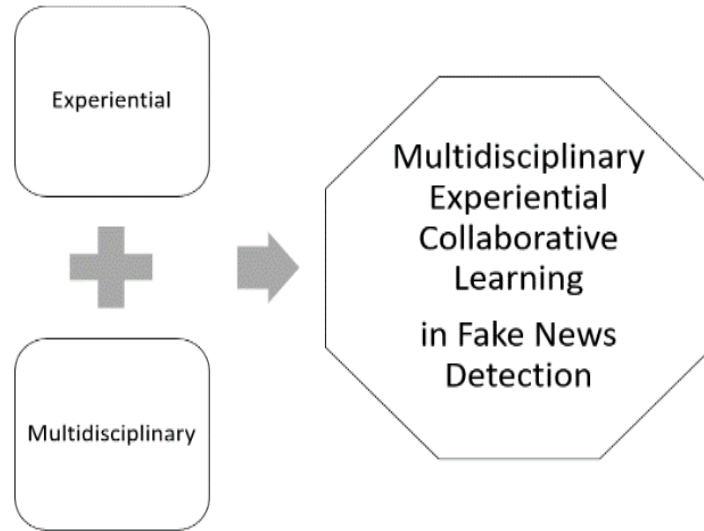 Experiential
Multidisciplinary
Multidisciplinary
Experiential
Collaborative
Learning
in Fake News
Detection